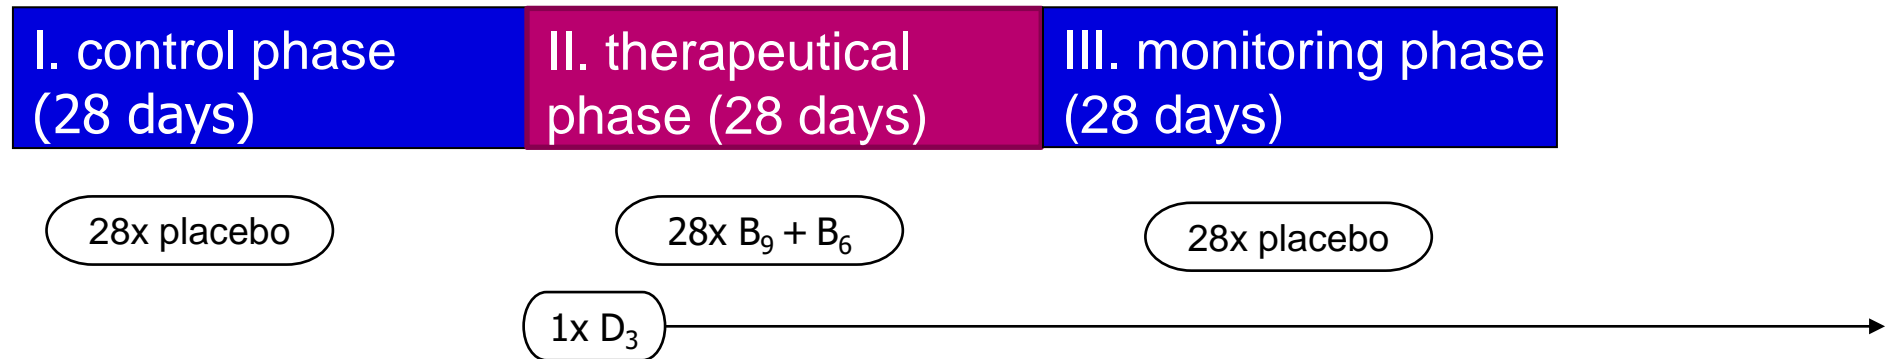 I. control phase
(28 days)
II. therapeutical
phase (28 days)
III. monitoring phase
(28 days)
28x placebo
28x B₉ + B₆
28x placebo
1x D₃